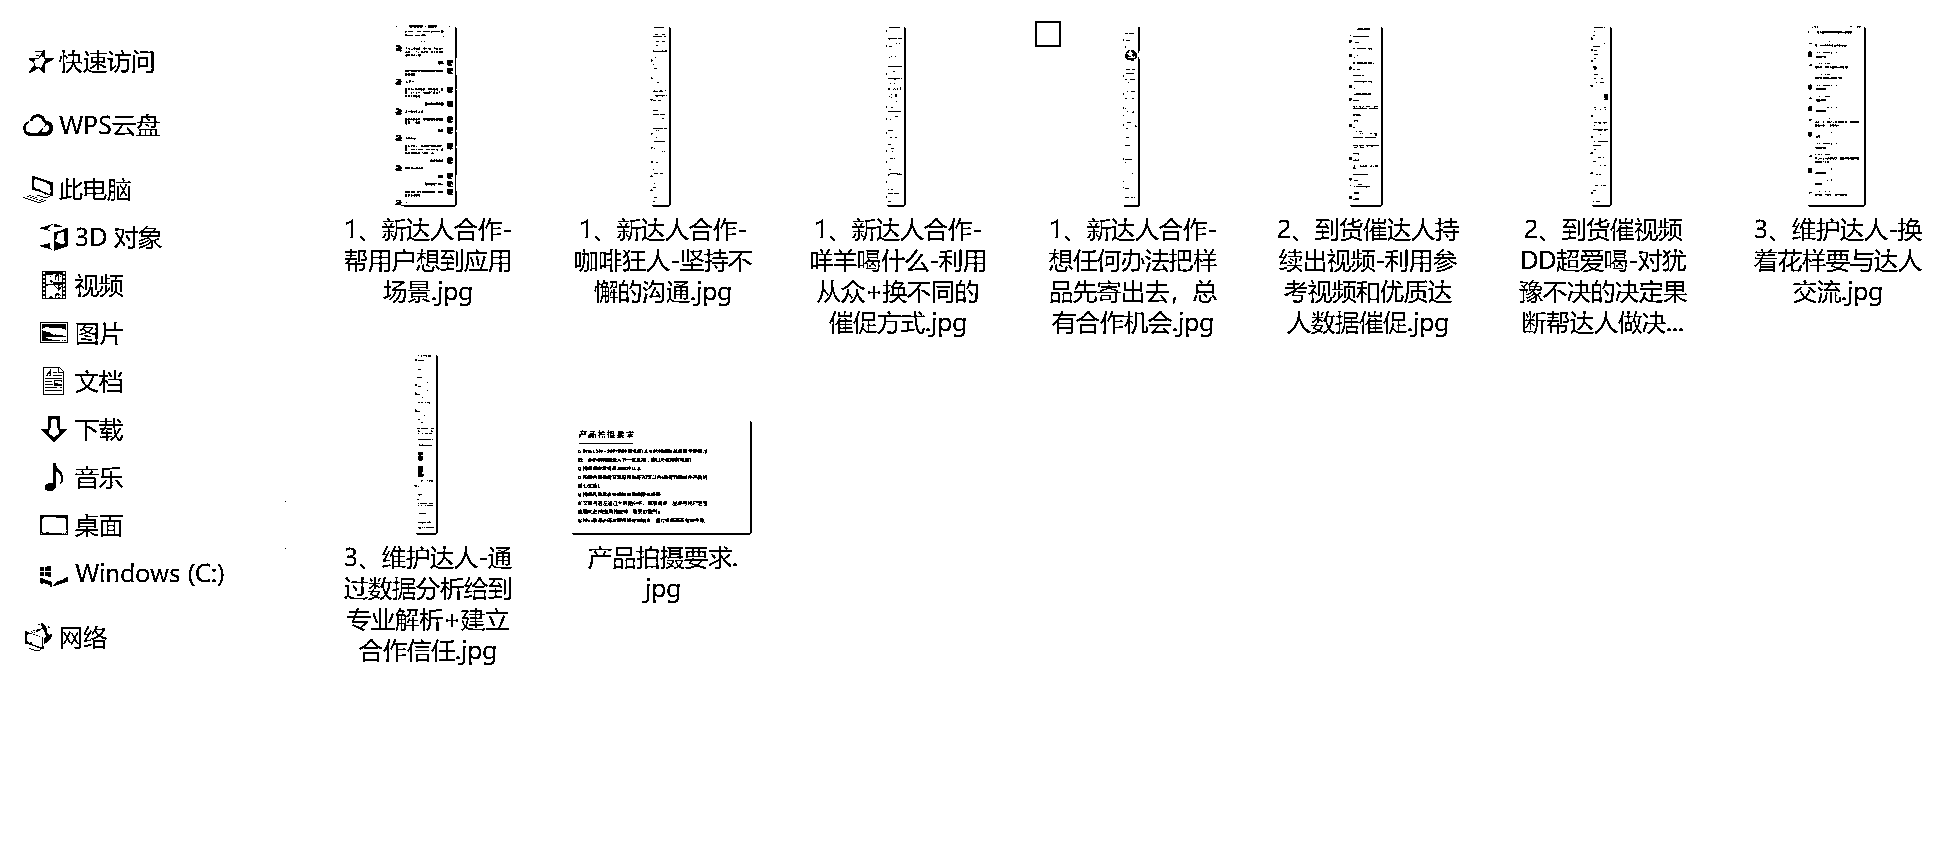 快速访问
WPS云盘
此电脑
3D 对象
视频
图片
文档
下载
音乐
桌面
Windows (C:)
网络
1、新达人合作-
帮用户想到应用
场景.jpg
1、新达人合作-
咖啡狂人-坚持不
懈的沟通.jpg
1、新达人合作-
咩羊喝什么-利用
从众+换不同的
催促方式.jpg
1、新达人合作-
想任何办法把样
品先寄出去，总
有合作机会.jpg
2、到货催达人持
续出视频-利用参
考视频和优质达
人数据催促.jpg
2、到货催视频
DD超爱喝-对犹
豫不决的决定果
断帮达人做决...
3、维护达人-换
着花样要与达人
交流.jpg
3、维护达人-通
过数据分析给到
专业解析+建立
合作信任.jpg
产品拍摄要求
产品拍摄要求.
jpg